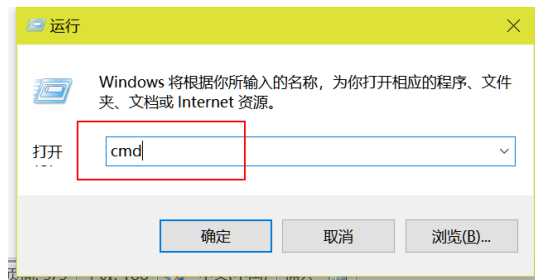 运行
Windows 将根据你所输入的名称，为你打开相应的程序、文件
夹、文档或 Internet 资源。
打开
cmd
确定 取消 浏览(B)...